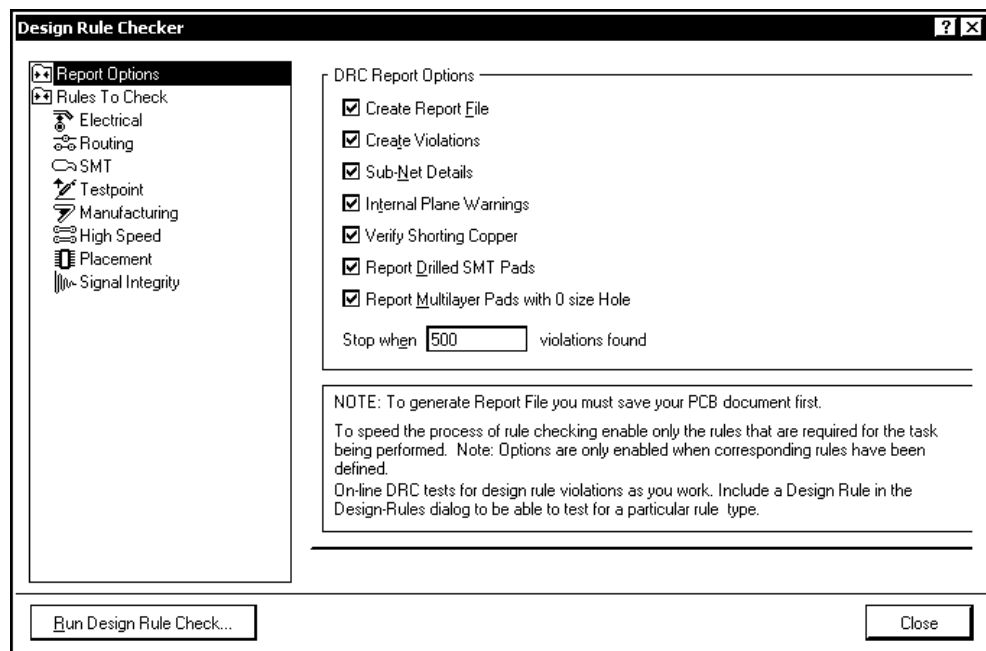 Design Rule Checker
Report Options
Rules To Check
Electrical
Routing
SMT
Testpoint
Manufacturing
High Speed
Placement
Signal Integrity
DRC Report Options
Create Report File
Create Violations
Sub-Net Details
Internal Plane Warnings
Verify Shorting Copper
Report Drilled SMT Pads
Report Multilayer Pads with 0 size Hole
Stop when 500 violations found
NOTE: To generate Report File you must save your PCB document first.
To speed the process of rule checking enable only the rules that are required for the task
being performed. Note: Options are only enabled when corresponding rules have been
defined.
On-line DRC tests for design rule violations as you work. Include a Design Rule in the
Design-Rules dialog to be able to test for a particular rule type.
Run Design Rule Check...
Close